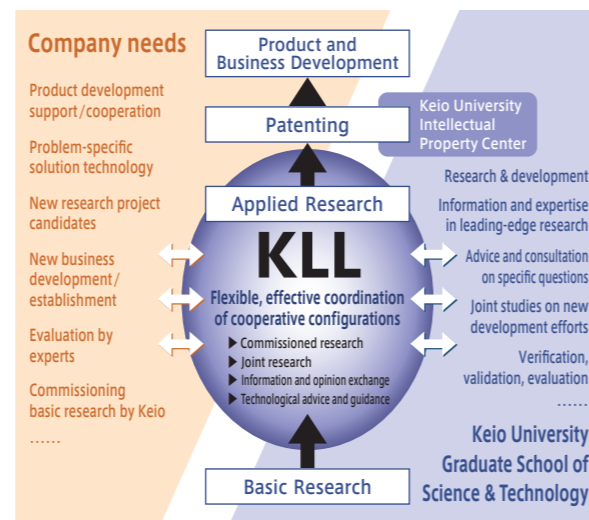 Company needs
Product development
support/cooperation
Problem-specific
solution technology
New research project
candidates
New business
development/
establishment
Evaluation by
experts
Commissioning
basic research by Keio
......
Product and
Business Development
Patenting
Applied Research
KLL
Flexible, effective coordination
of cooperative configurations
▶ Commissioned research
▶ Joint research
▶ Information and opinion exchange
▶ Technological advice and guidance
Basic Research
Keio University
Intellectual
Property Center
Research & development
Information and expertise
in leading-edge research
Advice and consultation
on specific questions
Joint studies on new
development efforts
Verification,
validation, evaluation
......
Keio University
Graduate School of
Science & Technology